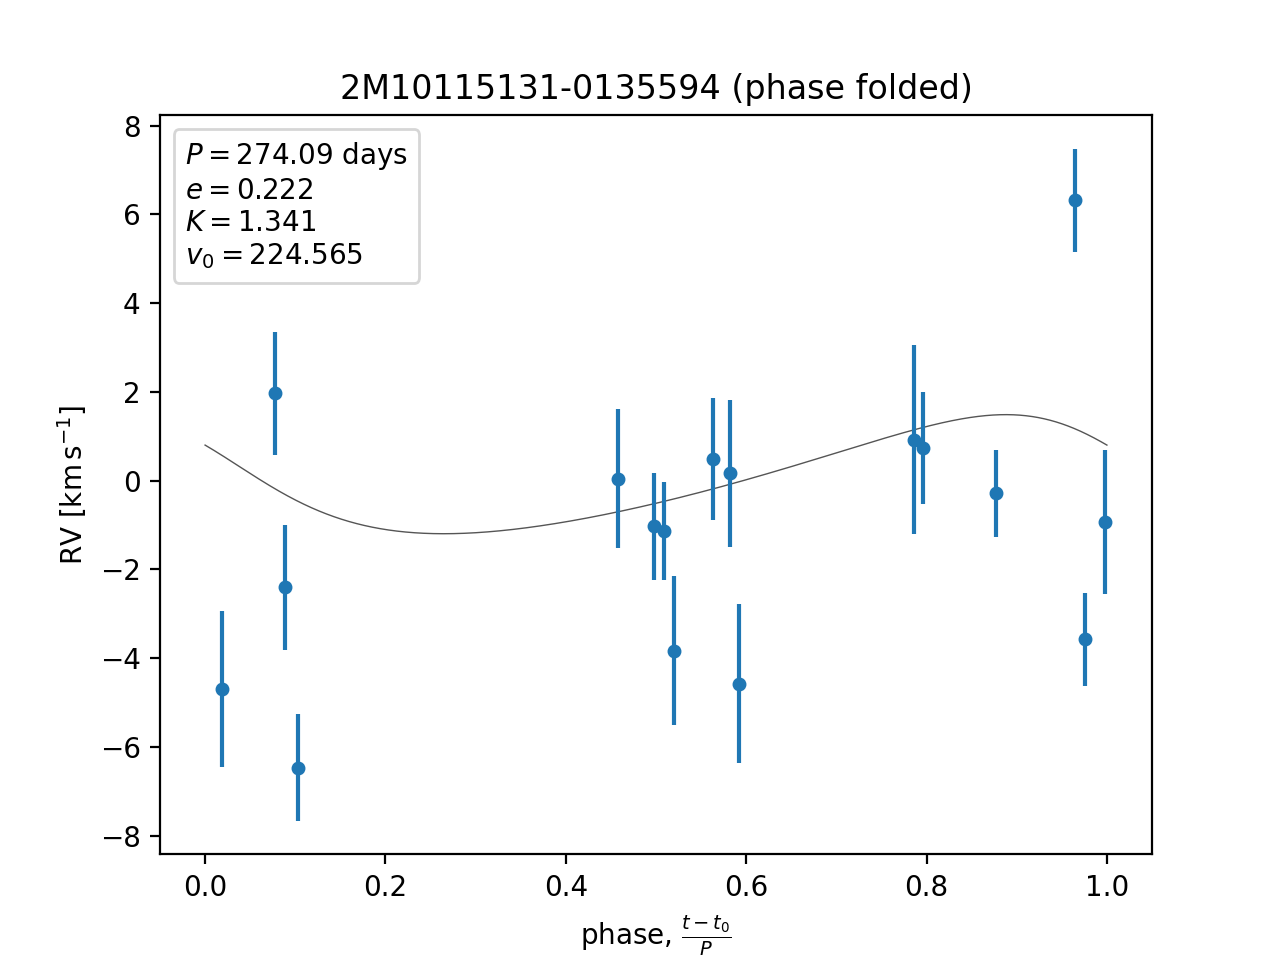 2M10115131-0135594 (phase folded)
P = 274.09 days
e = 0.222
K = 1.341
v₀ = 224.565
8
6
4
2
0
−2
−4
−6
−8
RV [km s⁻¹]
0.0 0.2 0.4 0.6 0.8 1.0
phase, (t − t₀)/P